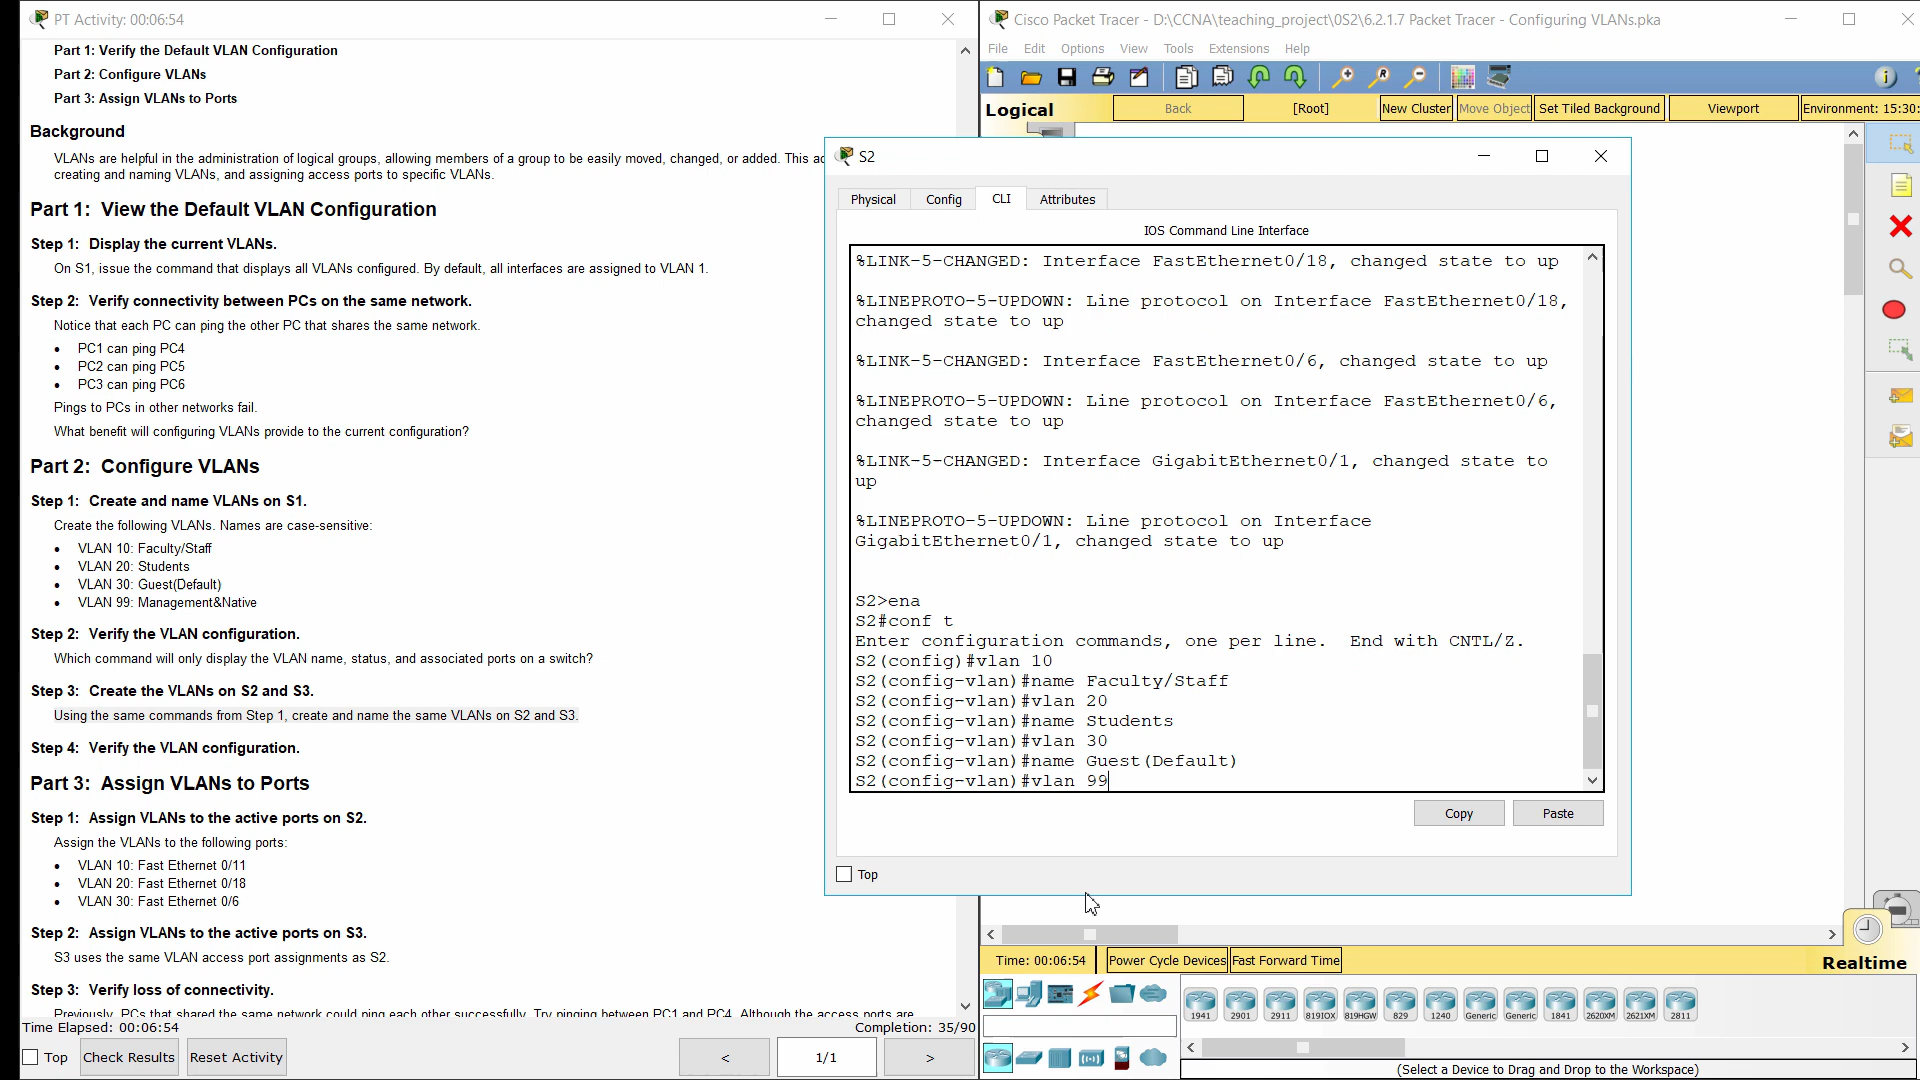 PT Activity: 00:06:54
Part 1: Verify the Default VLAN Configuration
Part 2: Configure VLANs
Part 3: Assign VLANs to Ports
Background
VLANs are helpful in the administration of logical groups, allowing members of a group to be easily moved, changed, or added. This
creating and naming VLANs, and assigning access ports to specific VLANs.
Part 1: View the Default VLAN Configuration
Step 1: Display the current VLANs.
On S1, issue the command that displays all VLANs configured. By default, all interfaces are assigned to VLAN 1.
Step 2: Verify connectivity between PCs on the same network.
Notice that each PC can ping the other PC that shares the same network.
• PC1 can ping PC4
• PC2 can ping PC5
• PC3 can ping PC6
Pings to PCs in other networks fail.
What benefit will configuring VLANs provide to the current configuration?
Part 2: Configure VLANs
Step 1: Create and name VLANs on S1.
Create the following VLANs. Names are case-sensitive:
• VLAN 10: Faculty/Staff
• VLAN 20: Students
• VLAN 30: Guest(Default)
• VLAN 99: Management&Native
Step 2: Verify the VLAN configuration.
Which command will only display the VLAN name, status, and associated ports on a switch?
Step 3: Create the VLANs on S2 and S3.
Using the same commands from Step 1, create and name the same VLANs on S2 and S3.
Step 4: Verify the VLAN configuration.
Part 3: Assign VLANs to Ports
Step 1: Assign VLANs to the active ports on S2.
Assign the VLANs to the following ports:
• VLAN 10: Fast Ethernet 0/11
• VLAN 20: Fast Ethernet 0/18
• VLAN 30: Fast Ethernet 0/6
Step 2: Assign VLANs to the active ports on S3.
S3 uses the same VLAN access port assignments as S2.
Step 3: Verify loss of connectivity.
Previously, PCs that shared the same network could ping each other successfully. Try pinging between PC1 and PC4. Although the access ports are
Time Elapsed: 00:06:54
Completion: 35/90
Top
Check Results
Reset Activity
<
1/1
>
Cisco Packet Tracer - D:\CCNA\teaching_project\0S2\6.2.1.7 Packet Tracer - Configuring VLANs.pka
File Edit Options View Tools Extensions Help
Logical
Back
[Root]
New Cluster
Move Object
Set Tiled Background
Viewport
Environment: 15:30:
S2
Physical Config CLI Attributes
IOS Command Line Interface
%LINK-5-CHANGED: Interface FastEthernet0/18, changed state to up
%LINEPROTO-5-UPDOWN: Line protocol on Interface FastEthernet0/18,
changed state to up
%LINK-5-CHANGED: Interface FastEthernet0/6, changed state to up
%LINEPROTO-5-UPDOWN: Line protocol on Interface FastEthernet0/6,
changed state to up
%LINK-5-CHANGED: Interface GigabitEthernet0/1, changed state to
up
%LINEPROTO-5-UPDOWN: Line protocol on Interface
GigabitEthernet0/1, changed state to up
S2>ena
S2#conf t
Enter configuration commands, one per line.  End with CNTL/Z.
S2(config)#vlan 10
S2(config-vlan)#name Faculty/Staff
S2(config-vlan)#vlan 20
S2(config-vlan)#name Students
S2(config-vlan)#vlan 30
S2(config-vlan)#name Guest(Default)
S2(config-vlan)#vlan 99
Copy
Paste
Top
Time: 00:06:54
Power Cycle Devices
Fast Forward Time
Realtime
1941 2901 2911 819IOX 819HGW 829 1240 Generic Generic 1841 2620XM 2621XM 2811
(Select a Device to Drag and Drop to the Workspace)